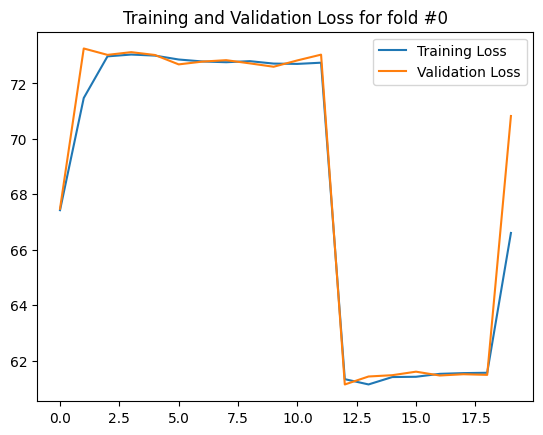 Training and Validation Loss for fold #0
Training Loss
Validation Loss
72
70
68
66
64
62
0.0 2.5 5.0 7.5 10.0 12.5 15.0 17.5